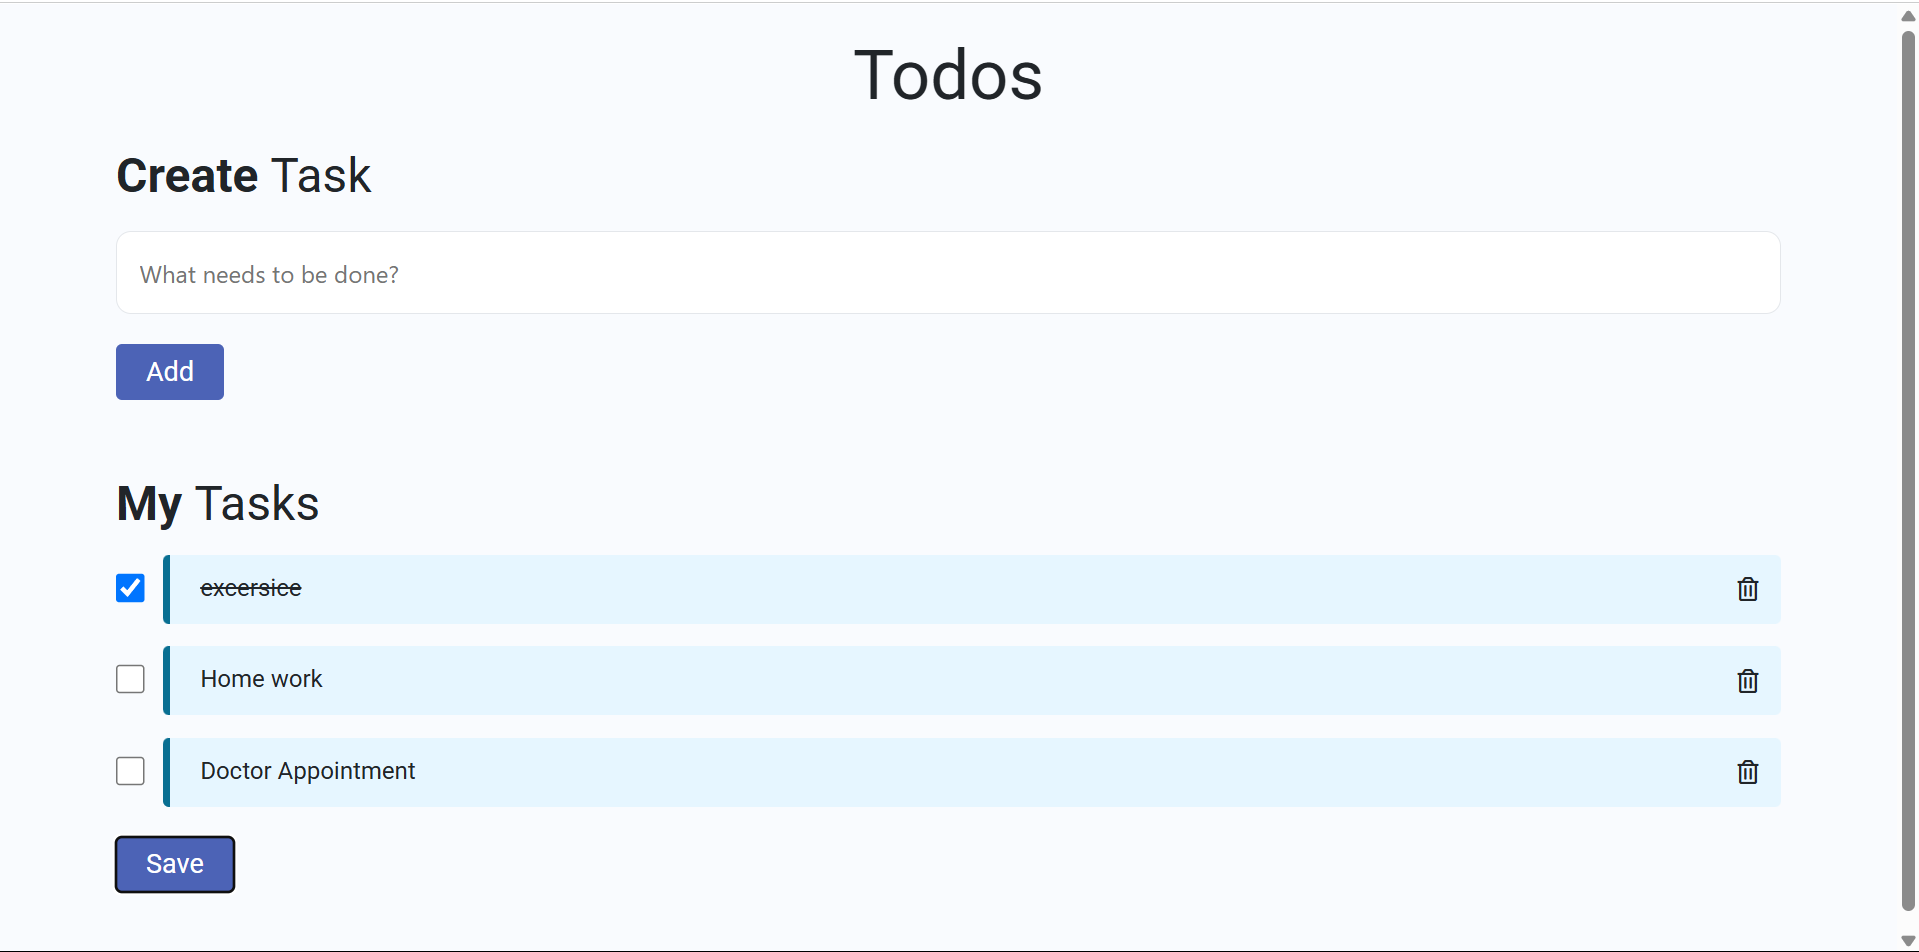 Todos
Create Task
What needs to be done?
Add
My Tasks
excersice
Home work
Doctor Appointment
Save